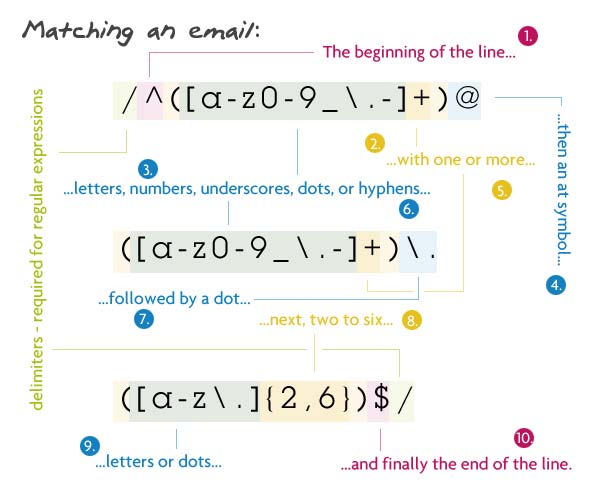 Matching an email:
1.
The beginning of the line...
/^([a-z0-9_\.-]+)@
2.
...with one or more...
3.
...letters, numbers, underscores, dots, or hyphens...
...then an at symbol...
4.
5.
6.
([a-z0-9_\.-]+)\.
...followed by a dot...
7.
...next, two to six...
8.
([a-z\.]{2,6})$/
9.
...letters or dots...
10.
...and finally the end of the line.
delimiters - required for regular expressions